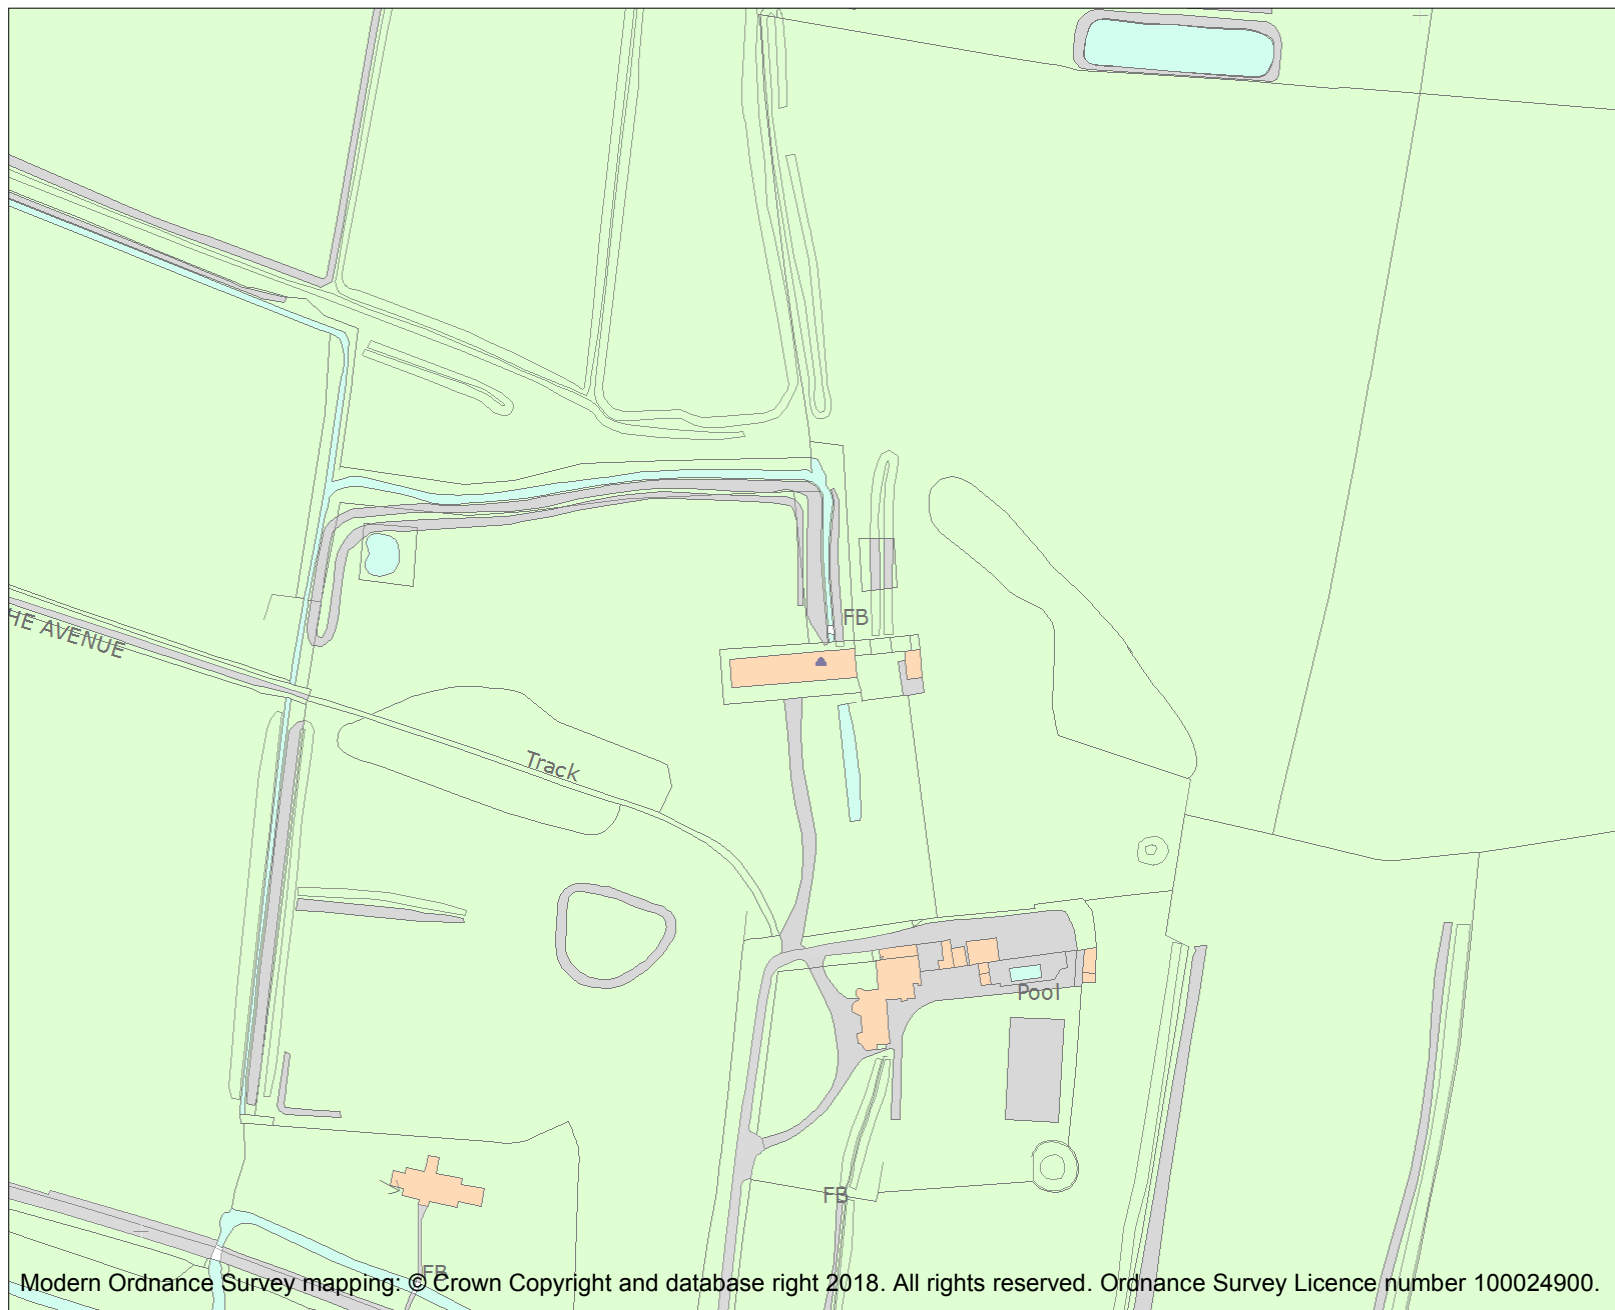 FB
HE AVENUE
Track
Pool
FB
FB
Modern Ordnance Survey mapping: © Crown Copyright and database right 2018. All rights reserved. Ordnance Survey Licence number 100024900.